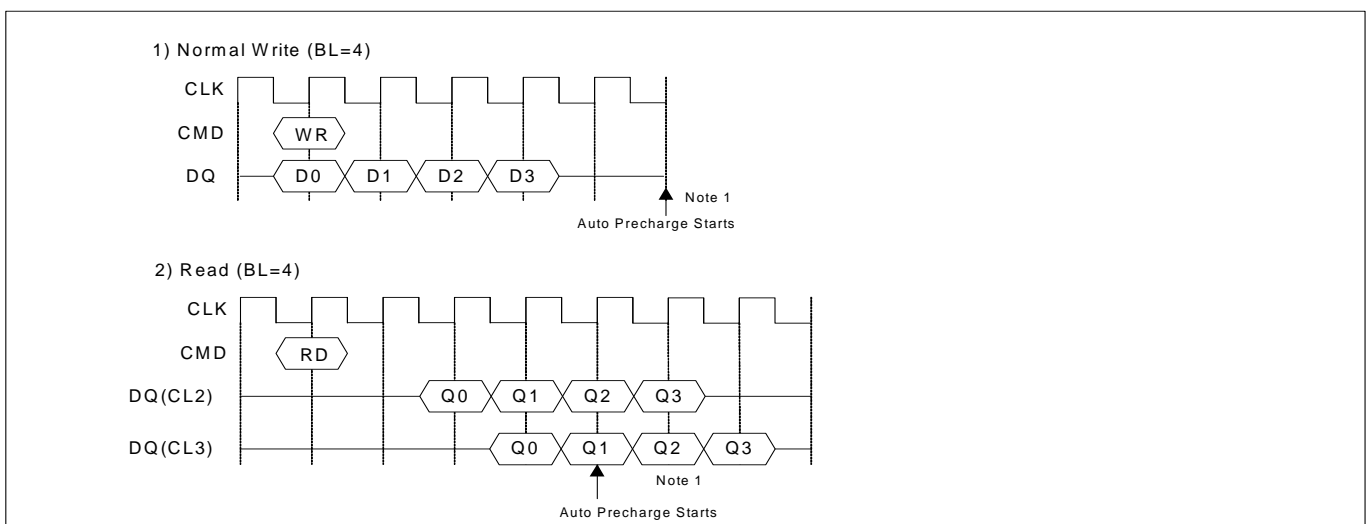 1) Normal Write (BL=4)
CLK
CMD WR
DQ D0 D1 D2 D3
Note 1
Auto Precharge Starts
2) Read (BL=4)
CLK
CMD RD
DQ(CL2) Q0 Q1 Q2 Q3
DQ(CL3) Q0 Q1 Q2 Q3
Note 1
Auto Precharge Starts